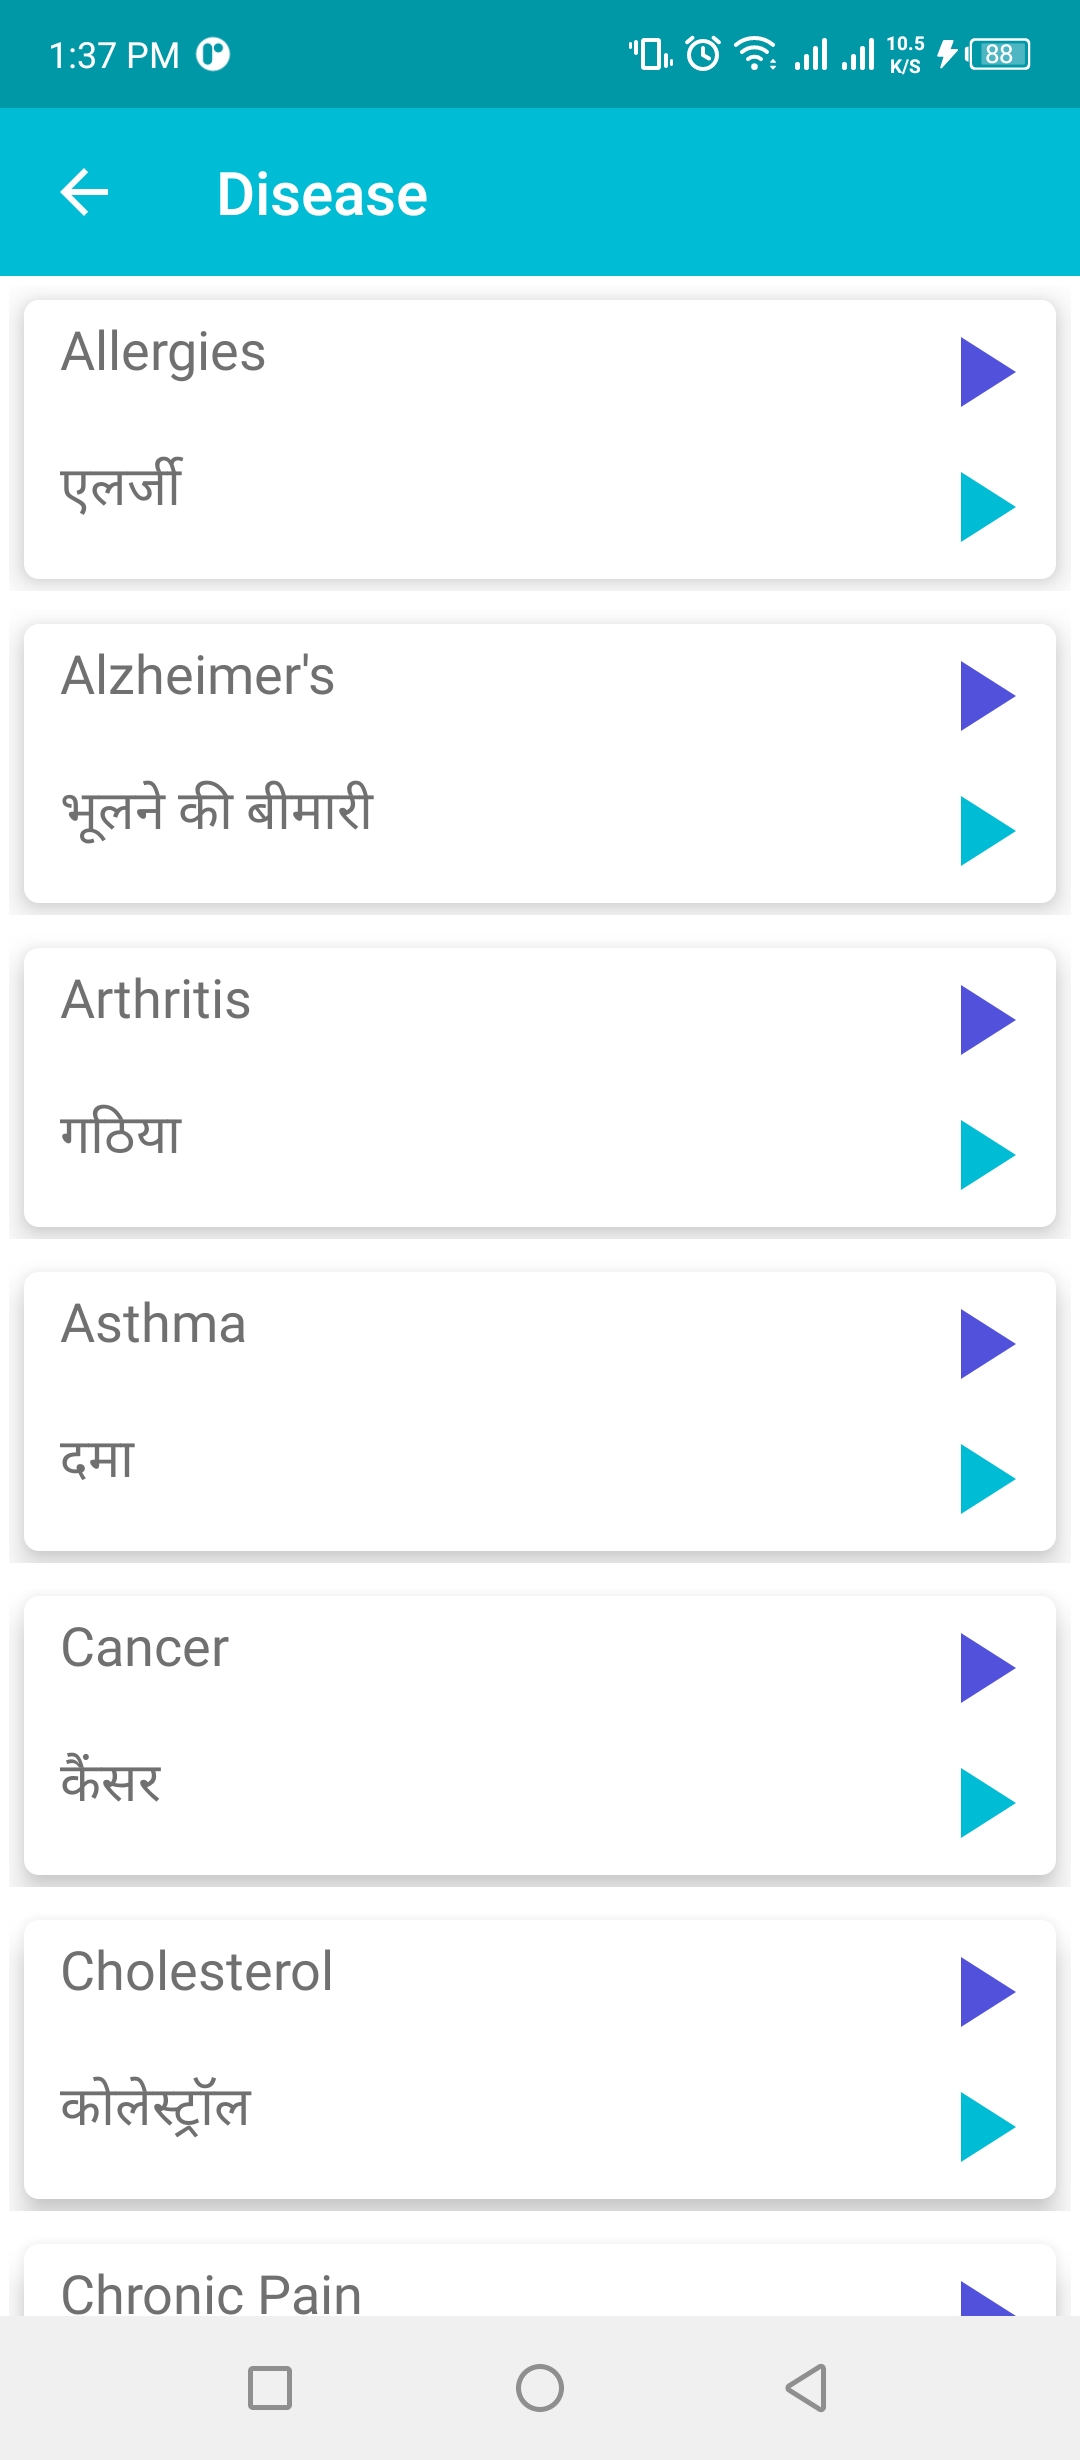 1:37 PM
10.5
K/S
88
Disease
Allergies
एलर्जी
Alzheimer's
भूलने की बीमारी
Arthritis
गठिया
Asthma
दमा
Cancer
कैंसर
Cholesterol
कोलेस्ट्रॉल
Chronic Pain